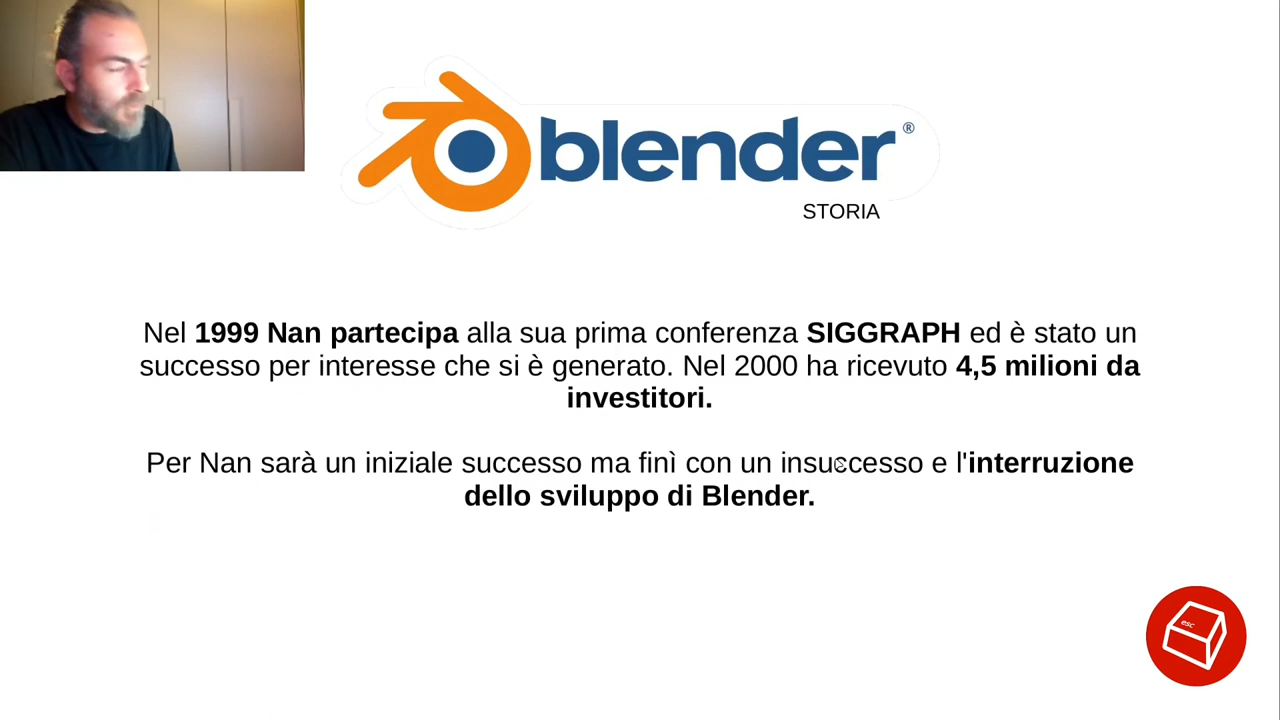 blender®
STORIA
Nel 1999 Nan partecipa alla sua prima conferenza SIGGRAPH ed è stato un
successo per interesse che si è generato. Nel 2000 ha ricevuto 4,5 milioni da
investitori.
Per Nan sarà un iniziale successo ma finì con un insuccesso e l'interruzione
dello sviluppo di Blender.
esc